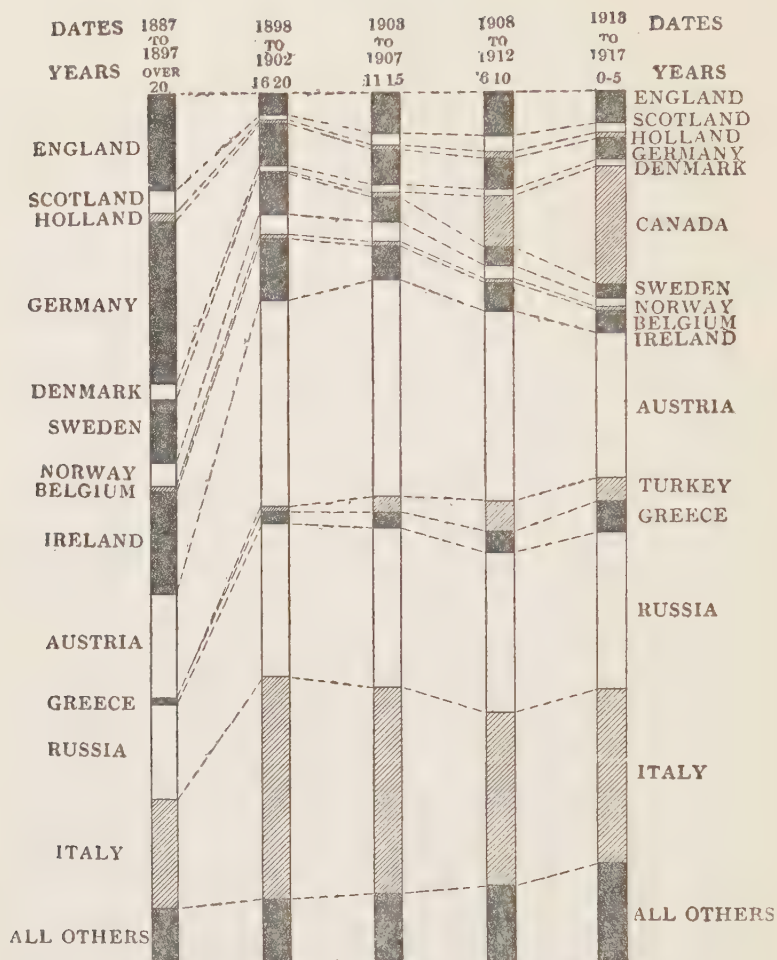 DATES 1887 1898 1903 1908 1913 DATES
TO TO TO TO TO
1897 1902 1907 1912 1917
YEARS OVER 16 20 11 15 6 10 0-5 YEARS
20
ENGLAND
SCOTLAND
HOLLAND
GERMANY
DENMARK
SWEDEN
NORWAY
BELGIUM
IRELAND
AUSTRIA
GREECE
RUSSIA
ITALY
ALL OTHERS
ENGLAND
SCOTLAND
HOLLAND
GERMANY
DENMARK
CANADA
SWEDEN
NORWAY
BELGIUM
IRELAND
AUSTRIA
TURKEY
GREECE
RUSSIA
ITALY
ALL OTHERS